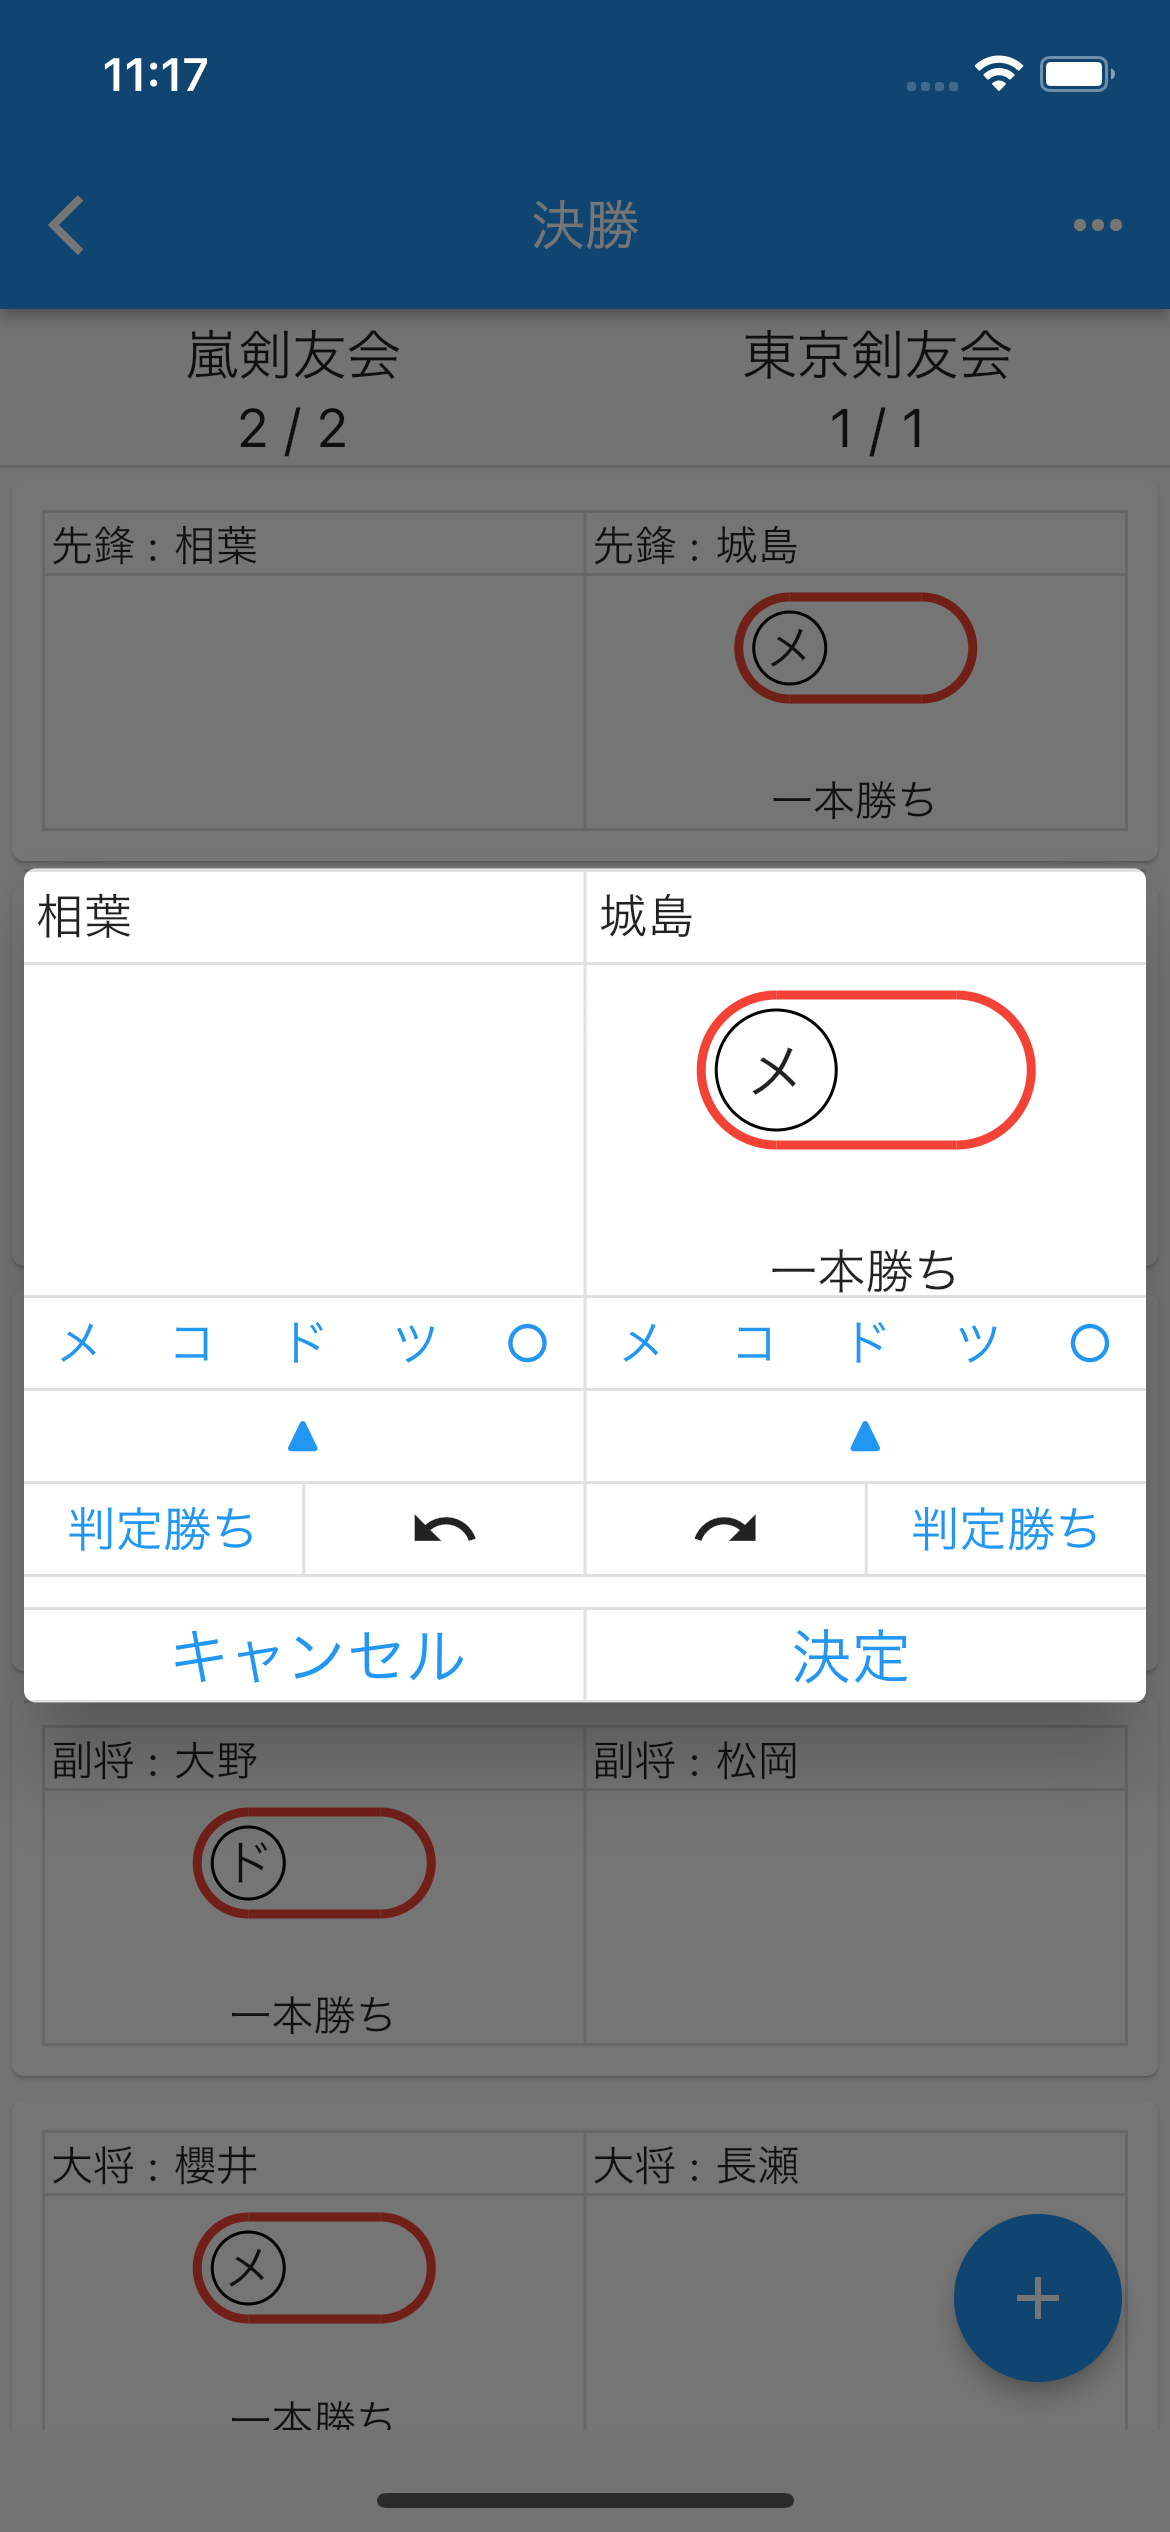 11:17
決勝
嵐剣友会 東京剣友会
2 / 2 1 / 1
先鋒：相葉 先鋒：城島
メ
一本勝ち
相葉 城島
メ
一本勝ち
メ コ ド ツ ○ メ コ ド ツ ○
▲ ▲
判定勝ち 判定勝ち
キャンセル 決定
副将：大野 副将：松岡
ド
一本勝ち
大将：櫻井 大将：長瀬
メ
一本勝ち